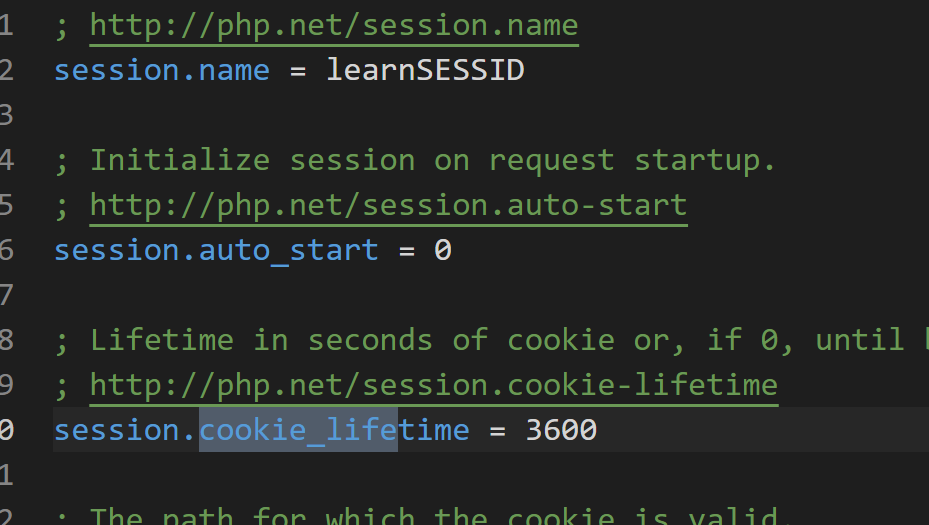 1 ; http://php.net/session.name
2 session.name = learnSESSID
3
4 ; Initialize session on request startup.
5 ; http://php.net/session.auto-start
6 session.auto_start = 0
7
8 ; Lifetime in seconds of cookie or, if 0, until
9 ; http://php.net/session.cookie-lifetime
0 session.cookie_lifetime = 3600
1
2 ; The path for which the cookie is valid.